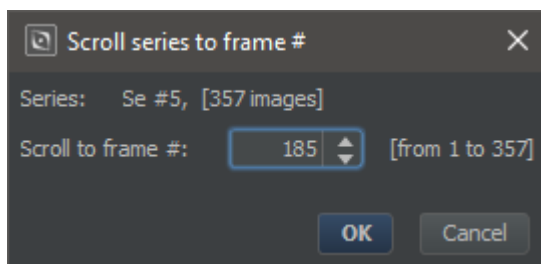 Scroll series to frame #
Series: Se #5, [357 images]
Scroll to frame #: 185 [from 1 to 357]
OK Cancel